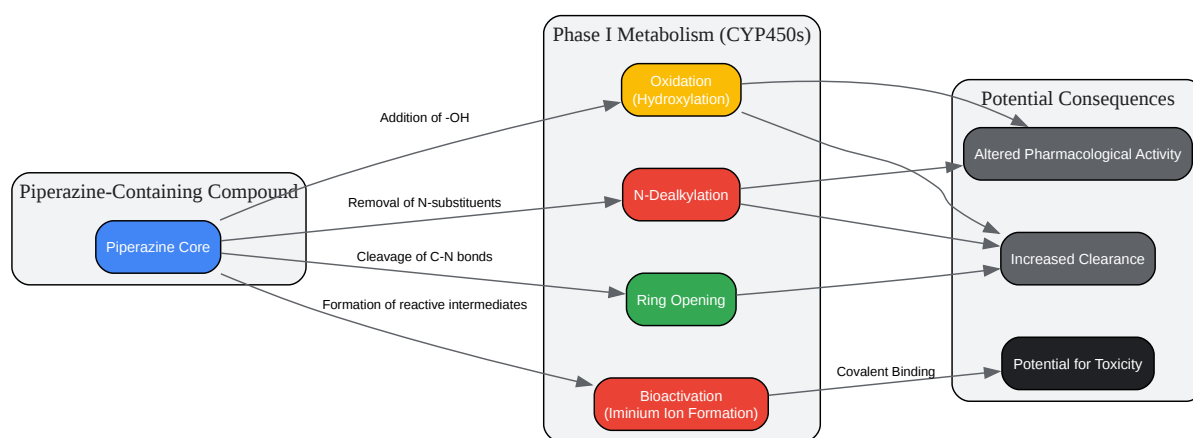 Phase I Metabolism (CYP450s)
Oxidation
(Hydroxylation)
Potential Consequences
Addition of -OH
Altered Pharmacological Activity
Piperazine-Containing Compound
N-Dealkylation
Removal of N-substituents
Piperazine Core
Cleavage of C-N bonds
Increased Clearance
Ring Opening
Formation of reactive intermediates
Potential for Toxicity
Covalent Binding
Bioactivation
(Iminium Ion Formation)